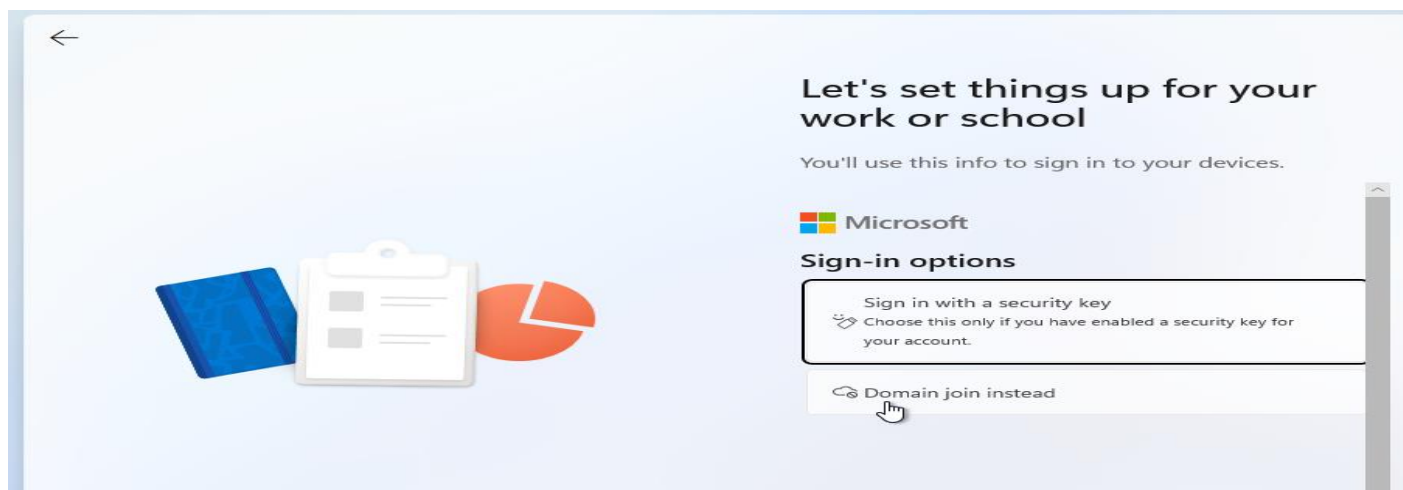 Let's set things up for your
work or school
You'll use this info to sign in to your devices.
Microsoft
Sign-in options
Sign in with a security key
Choose this only if you have enabled a security key for
your account.
Domain join instead